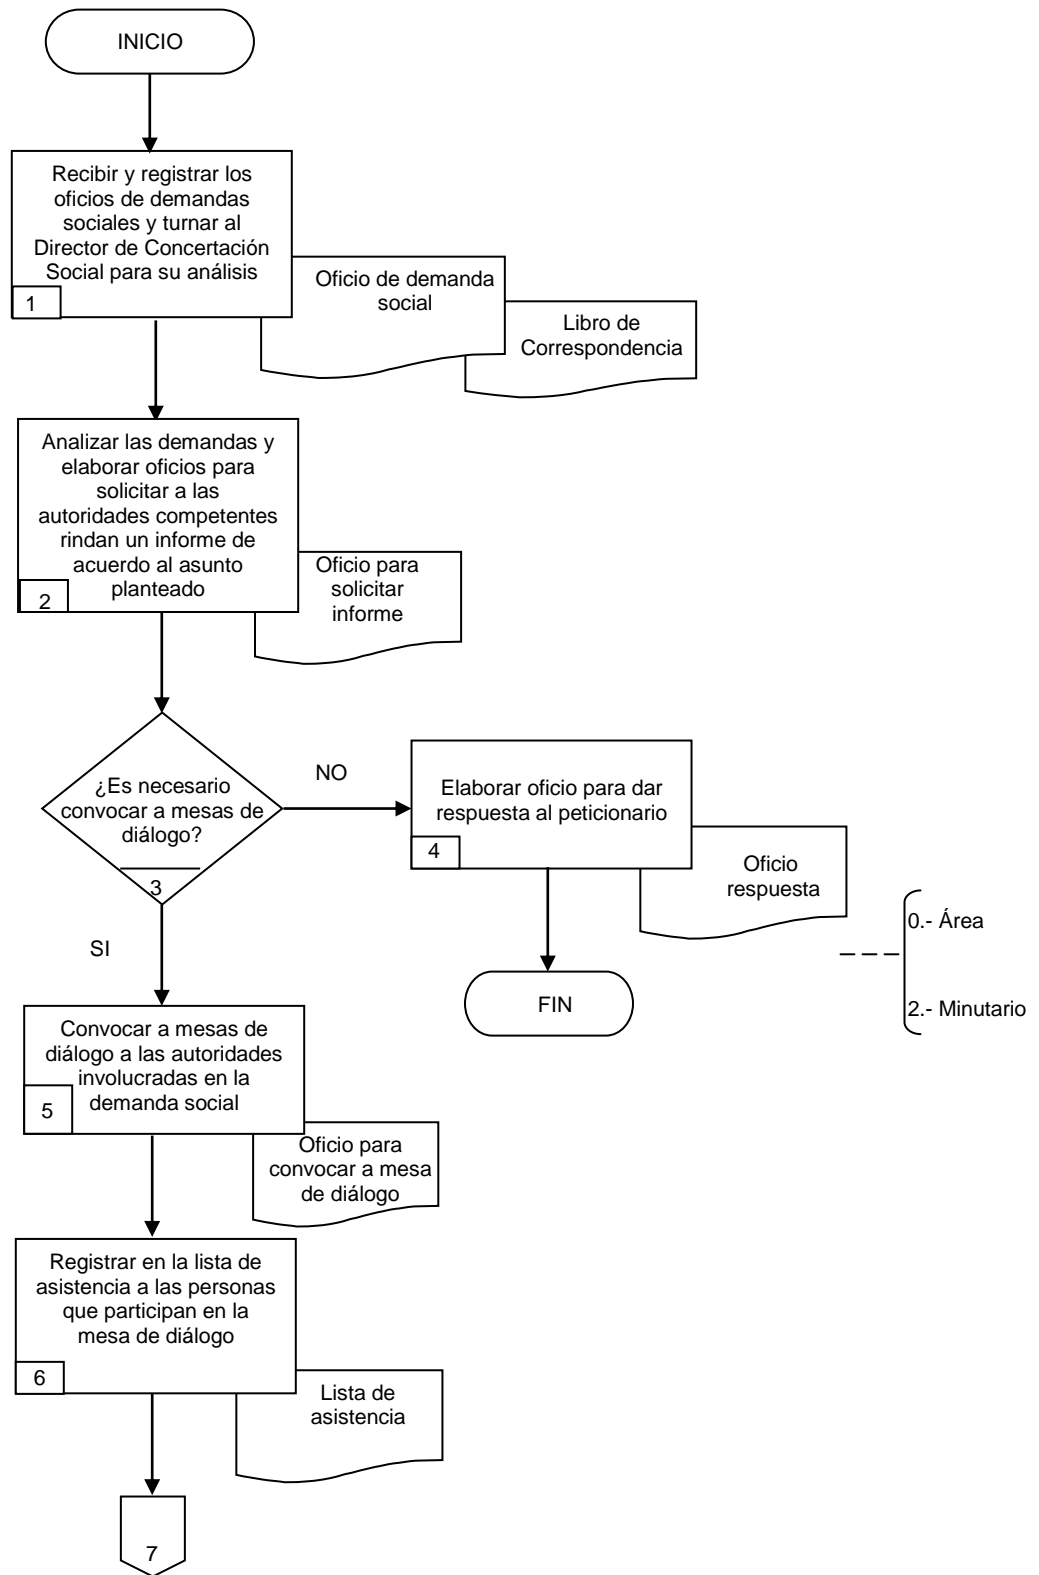 INICIO
Recibir y registrar los
oficios de demandas
sociales y turnar al
Director de Concertación
Social para su análisis
1
Oficio de demanda
social
Libro de
Correspondencia
Analizar las demandas y
elaborar oficios para
solicitar a las
autoridades competentes
rindan un informe de
acuerdo al asunto
planteado
2
Oficio para
solicitar
informe
¿Es necesario
convocar a mesas de
diálogo?
3
NO
Elaborar oficio para dar
respuesta al peticionario
4
Oficio
respuesta
0.- Área
2.- Minutario
FIN
SI
Convocar a mesas de
diálogo a las autoridades
involucradas en la
demanda social
5
Oficio para
convocar a mesa
de diálogo
Registrar en la lista de
asistencia a las personas
que participan en la
mesa de diálogo
6
Lista de
asistencia
7